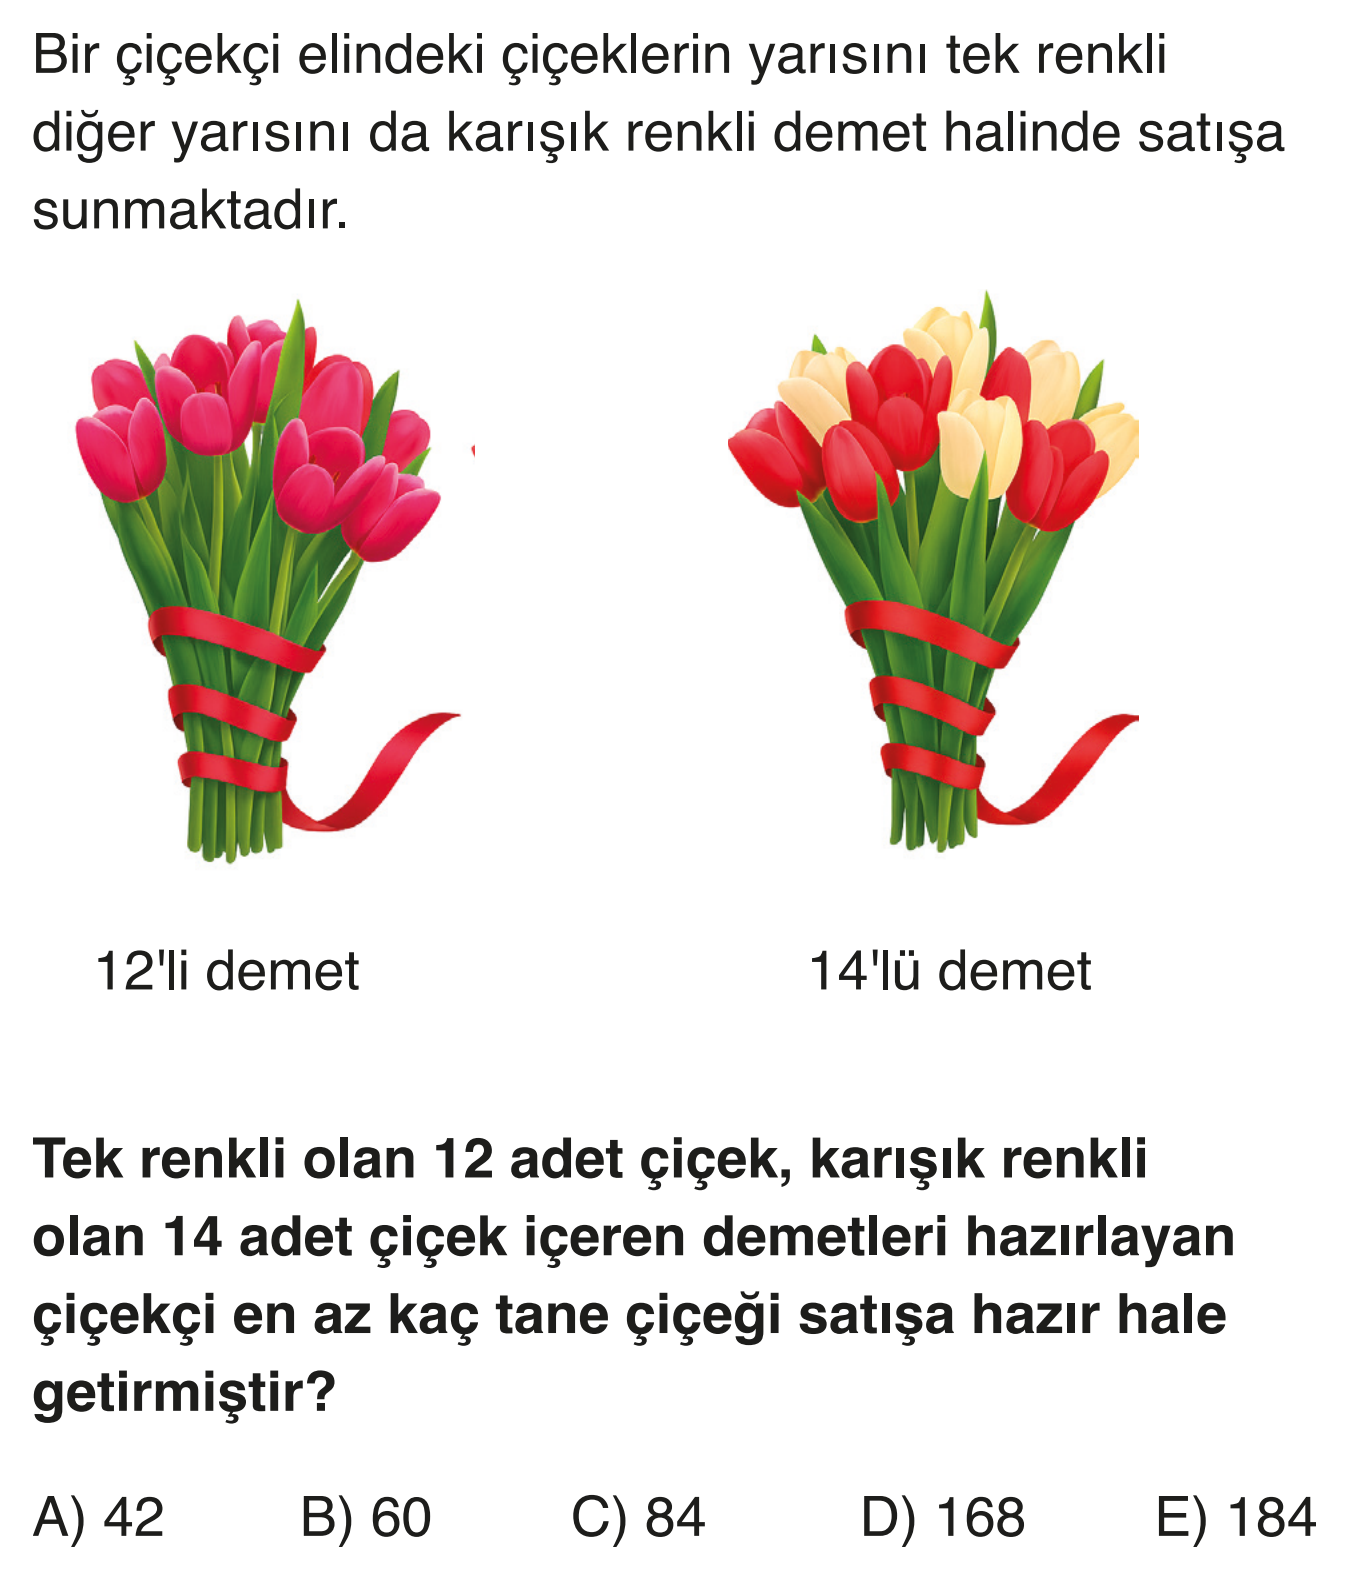 Bir çiçekçi elindeki çiçeklerin yarısını tek renkli
diğer yarısını da karışık renkli demet halinde satışa
sunmaktadır.
12'li demet
14'lü demet
Tek renkli olan 12 adet çiçek, karışık renkli
olan 14 adet çiçek içeren demetleri hazırlayan
çiçekçi en az kaç tane çiçeği satışa hazır hale
getirmiştir?
A) 42 B) 60 C) 84 D) 168 E) 184